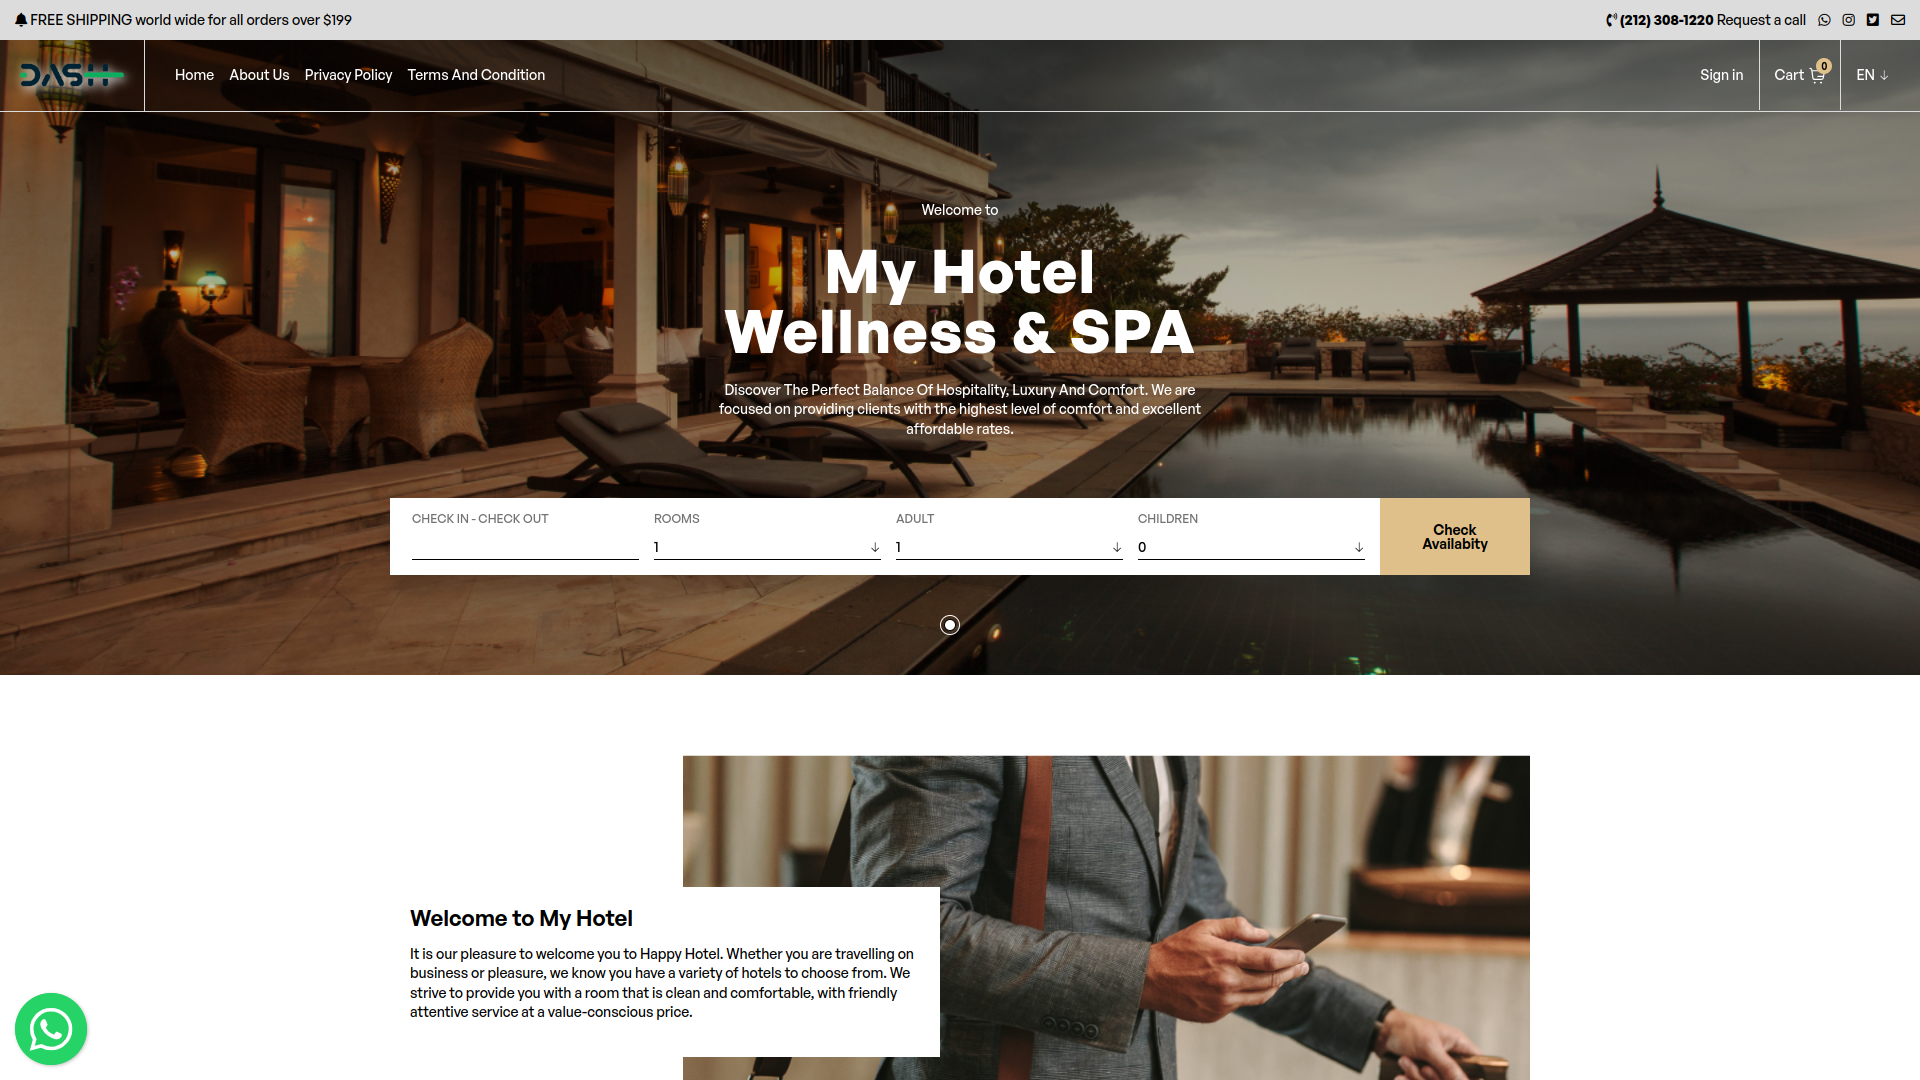 FREE SHIPPING world wide for all orders over $199
(212) 308-1220 Request a call
DASH
Home
About Us
Privacy Policy
Terms And Condition
Sign in
Cart
0
EN
Welcome to
My Hotel
Wellness & SPA
Discover The Perfect Balance Of Hospitality, Luxury And Comfort. We are
focused on providing clients with the highest level of comfort and excellent
affordable rates.
CHECK IN - CHECK OUT
ROOMS
ADULT
CHILDREN
1
1
0
Check
Availabity
Welcome to My Hotel
It is our pleasure to welcome you to Happy Hotel. Whether you are travelling on
business or pleasure, we know you have a variety of hotels to choose from. We
strive to provide you with a room that is clean and comfortable, with friendly
attentive service at a value-conscious price.